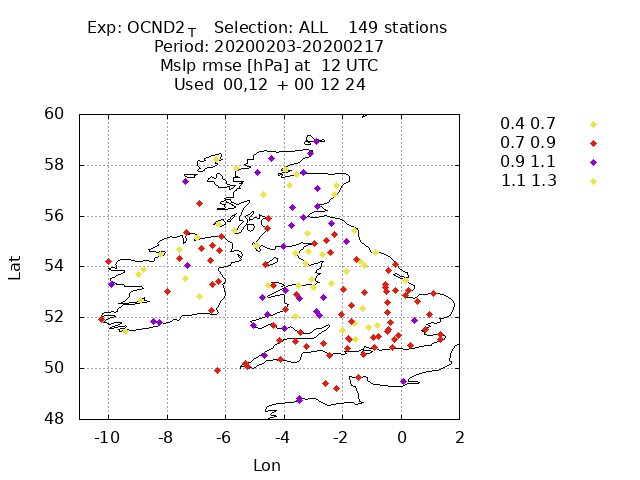 Exp: OCND2 T Selection: ALL 149 stations
Period: 20200203-20200217
Mslp rmse [hPa] at 12 UTC
Used 00,12 + 00 12 24
60
58
56
54
52
50
48
Lat
-10 -8 -6 -4 -2 0 2
Lon
0.4 0.7
0.7 0.9
0.9 1.1
1.1 1.3